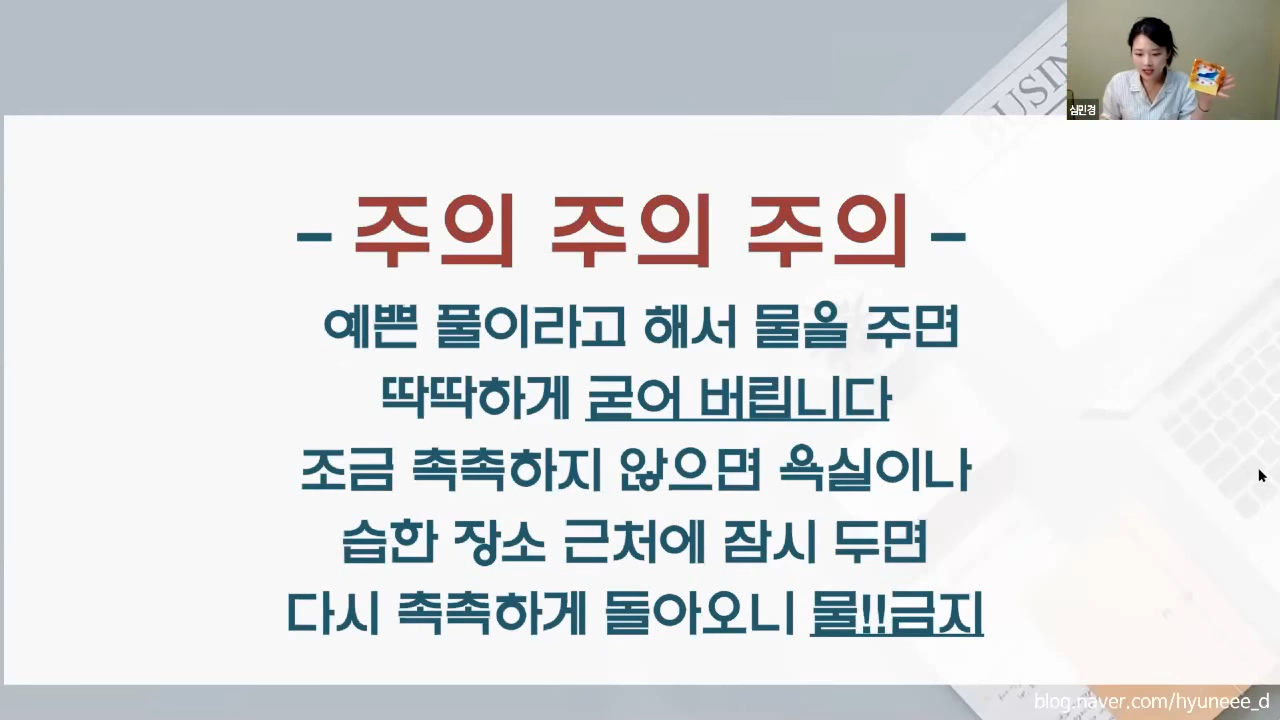 BUSIN
심민경
- 주의 주의 주의 -
예쁜 풀이라고 해서 물을 주면
딱딱하게 굳어 버립니다
조금 촉촉하지 않으면 욕실이나
습한 장소 근처에 잠시 두면
다시 촉촉하게 돌아오니 물!!금지
blog.naver.com/hyuneee_d